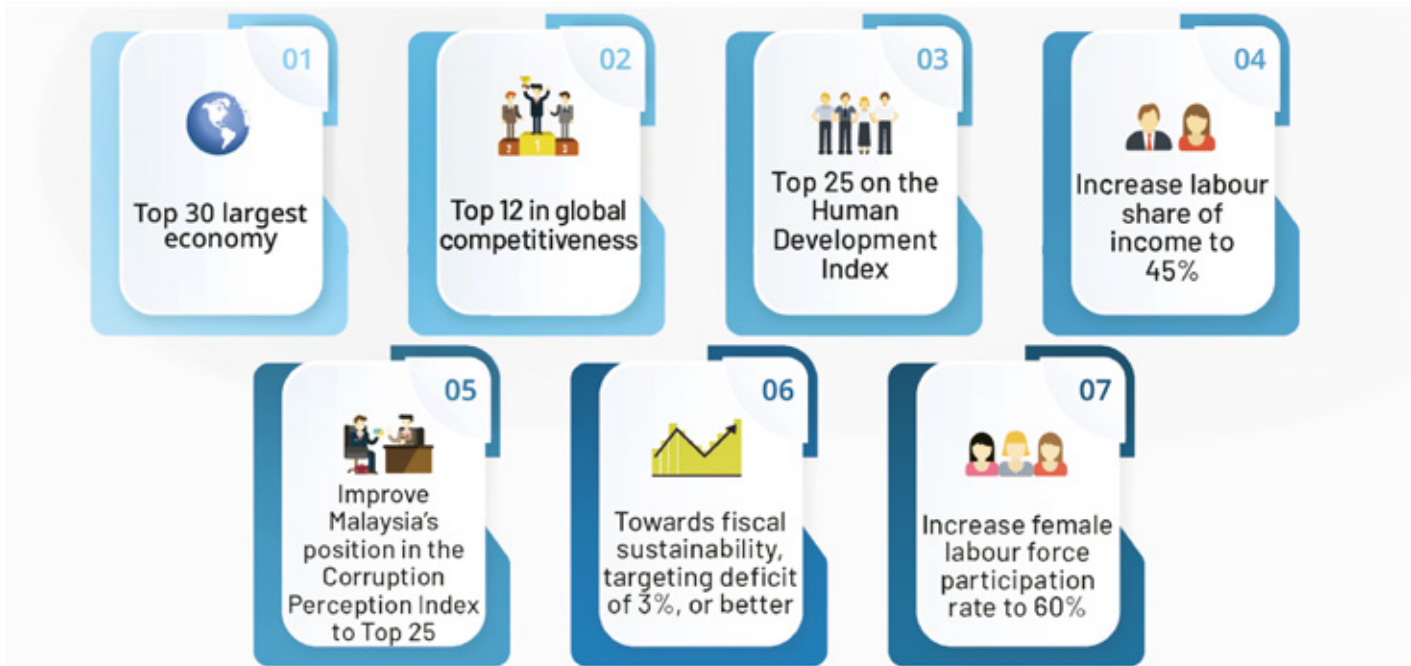 01
Top 30 largest
economy
02
2 1 3
Top 12 in global
competitiveness
03
Top 25 on the
Human
Development
Index
04
Increase labour
share of
income to
45%
05
Improve
Malaysia's
position in the
Corruption
Perception Index
to Top 25
06
Towards fiscal
sustainability,
targeting deficit
of 3%, or better
07
Increase female
labour force
participation
rate to 60%